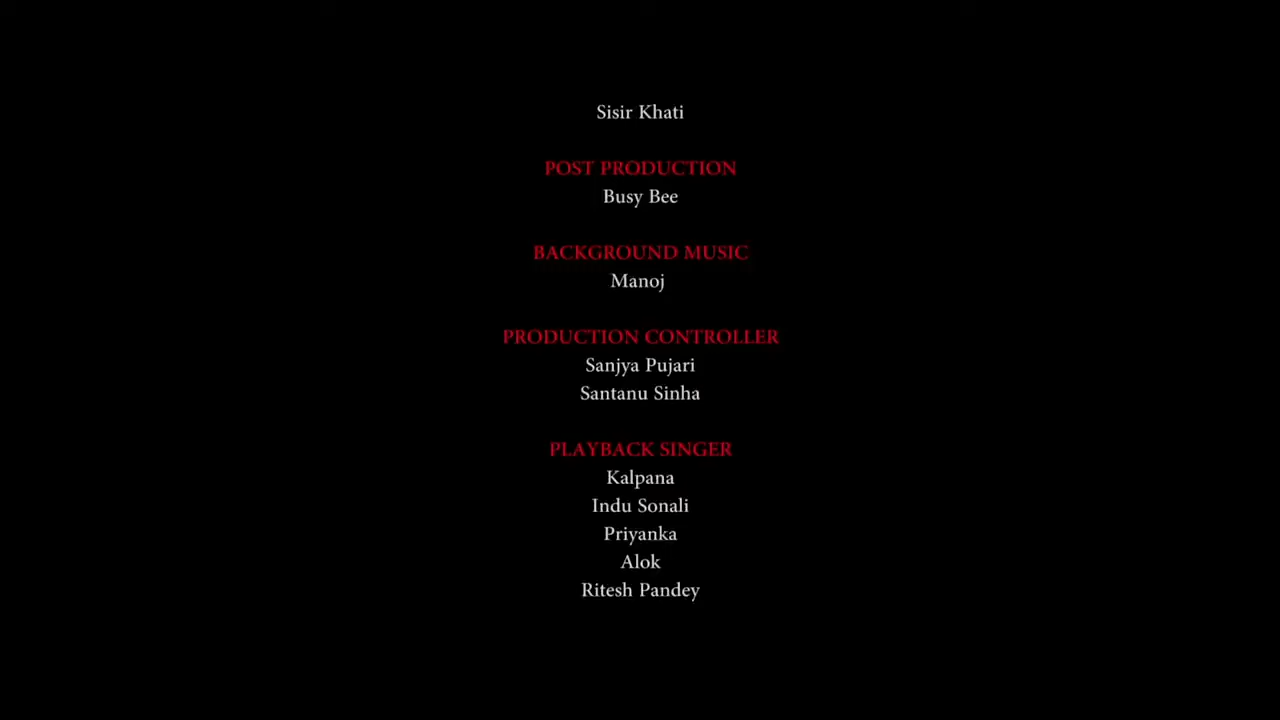 Sisir Khati
POST PRODUCTION
Busy Bee
BACKGROUND MUSIC
Manoj
PRODUCTION CONTROLLER
Sanjya Pujari
Santanu Sinha
PLAYBACK SINGER
Kalpana
Indu Sonali
Priyanka
Alok
Ritesh Pandey